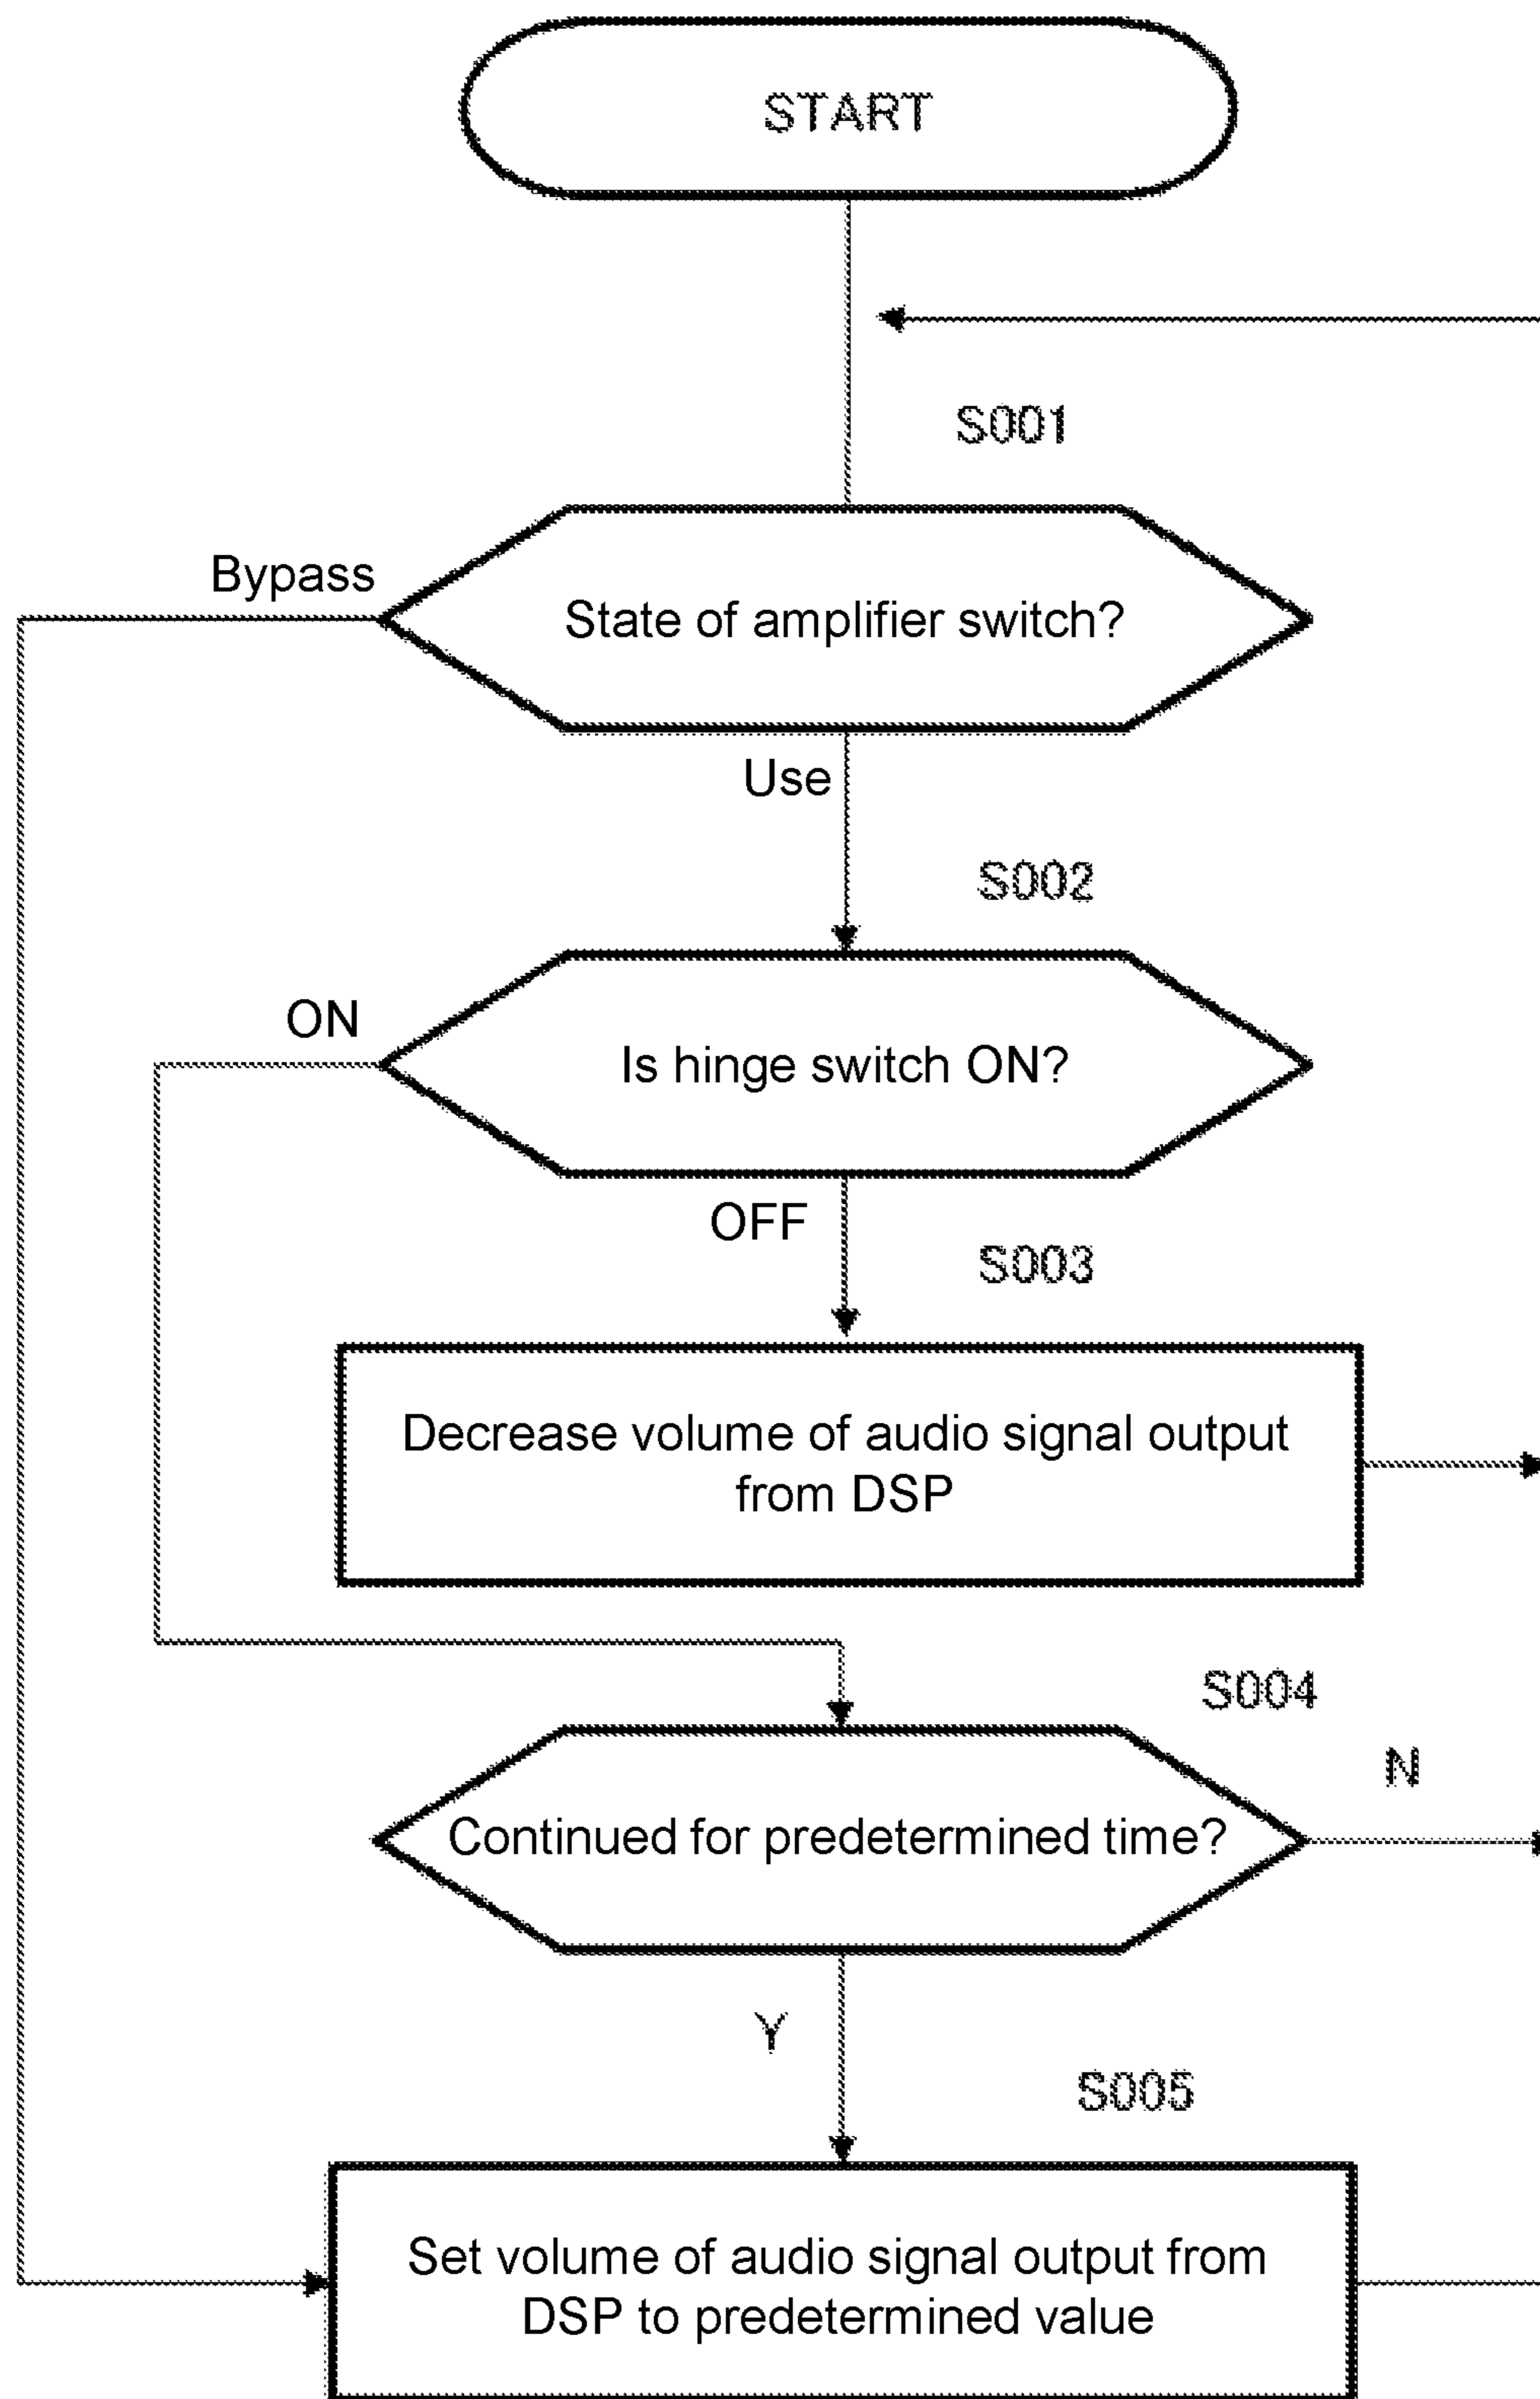 START
S001
Bypass
State of amplifier switch?
Use
S002
ON
Is hinge switch ON?
OFF
S003
Decrease volume of audio signal output
from DSP
S004
N
Continued for predetermined time?
Y
S005
Set volume of audio signal output from
DSP to predetermined value